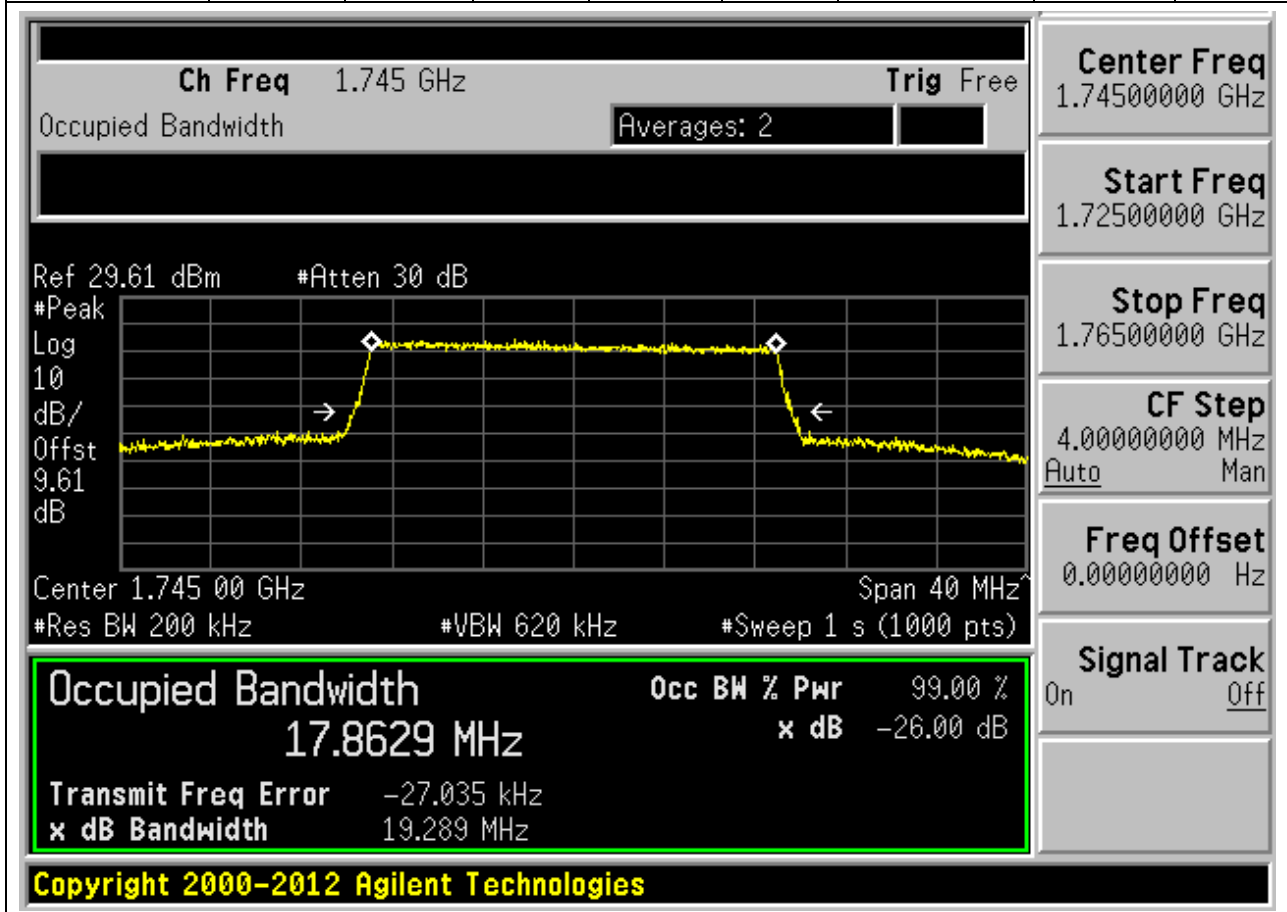 Ch Freq 1.745 GHz Trig Free
Occupied Bandwidth Averages: 2
Ref 29.61 dBm #Atten 30 dB
#Peak
Log
10
dB/
Offst
9.61
dB
Center 1.745 00 GHz Span 40 MHz^
#Res BW 200 kHz #VBW 620 kHz #Sweep 1 s (1000 pts)
Occupied Bandwidth Occ BW % Pwr 99.00 %
17.8629 MHz x dB -26.00 dB
Transmit Freq Error -27.035 kHz
x dB Bandwidth 19.289 MHz
Copyright 2000-2012 Agilent Technologies
Center Freq
1.74500000 GHz
Start Freq
1.72500000 GHz
Stop Freq
1.76500000 GHz
CF Step
4.00000000 MHz
Auto Man
Freq Offset
0.00000000 Hz
Signal Track
On Off